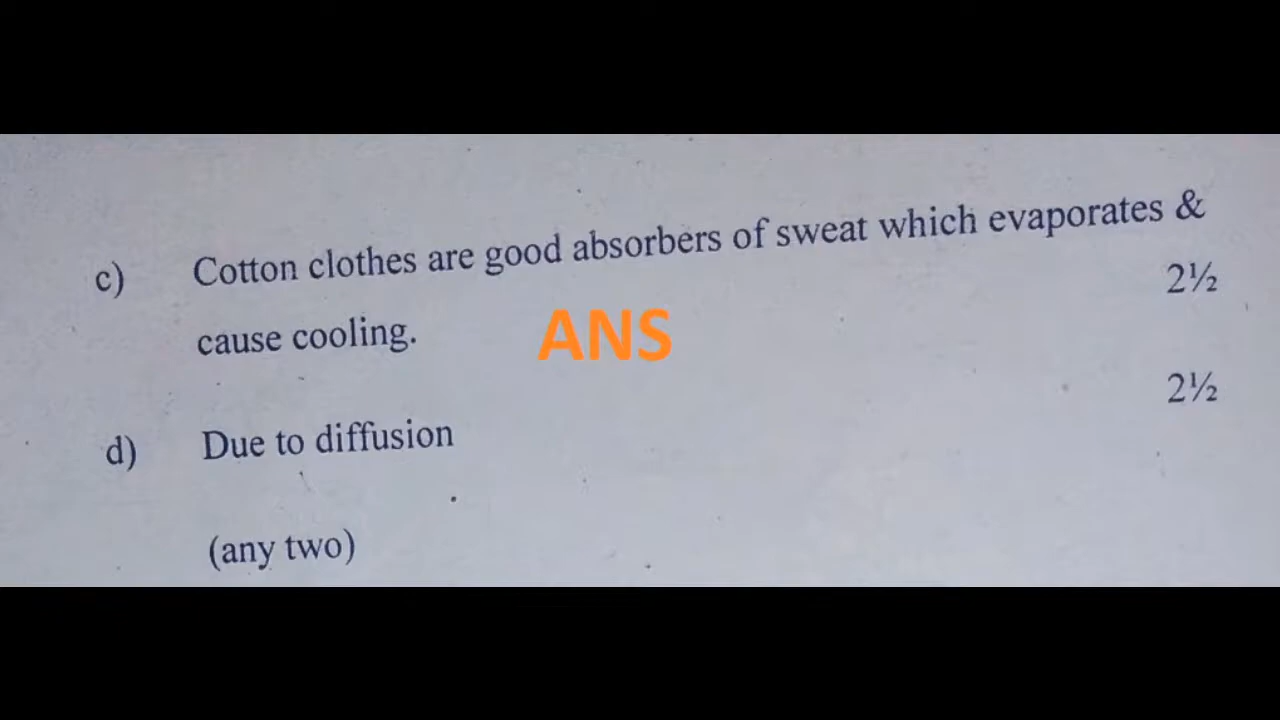 c) Cotton clothes are good absorbers of sweat which evaporates &
2½
cause cooling.
ANS
2½
d) Due to diffusion
(any two)